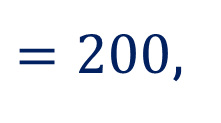 = 200,